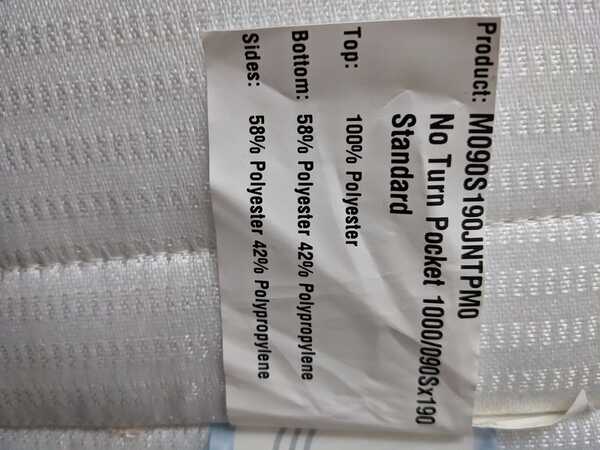 Product: M090S190JNTPM0
No Turn Pocket 1000/090Sx190
Standard
Top: 100% Polyester
Bottom: 58% Polyester 42% Polypropylene
Sides: 58% Polyester 42% Polypropylene